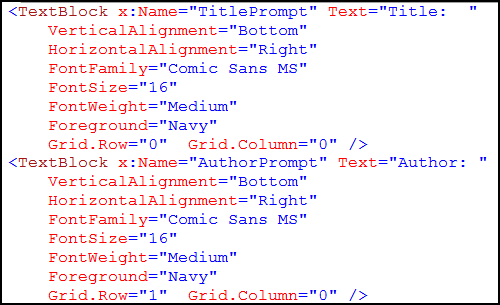 <TextBlock x:Name="TitlePrompt" Text="Title:  "
    VerticalAlignment="Bottom"
    HorizontalAlignment="Right"
    FontFamily="Comic Sans MS"
    FontSize="16"
    FontWeight="Medium"
    Foreground="Navy"
    Grid.Row="0"  Grid.Column="0" />
<TextBlock x:Name="AuthorPrompt" Text="Author: "
    VerticalAlignment="Bottom"
    HorizontalAlignment="Right"
    FontFamily="Comic Sans MS"
    FontSize="16"
    FontWeight="Medium"
    Foreground="Navy"
    Grid.Row="1"  Grid.Column="0" />